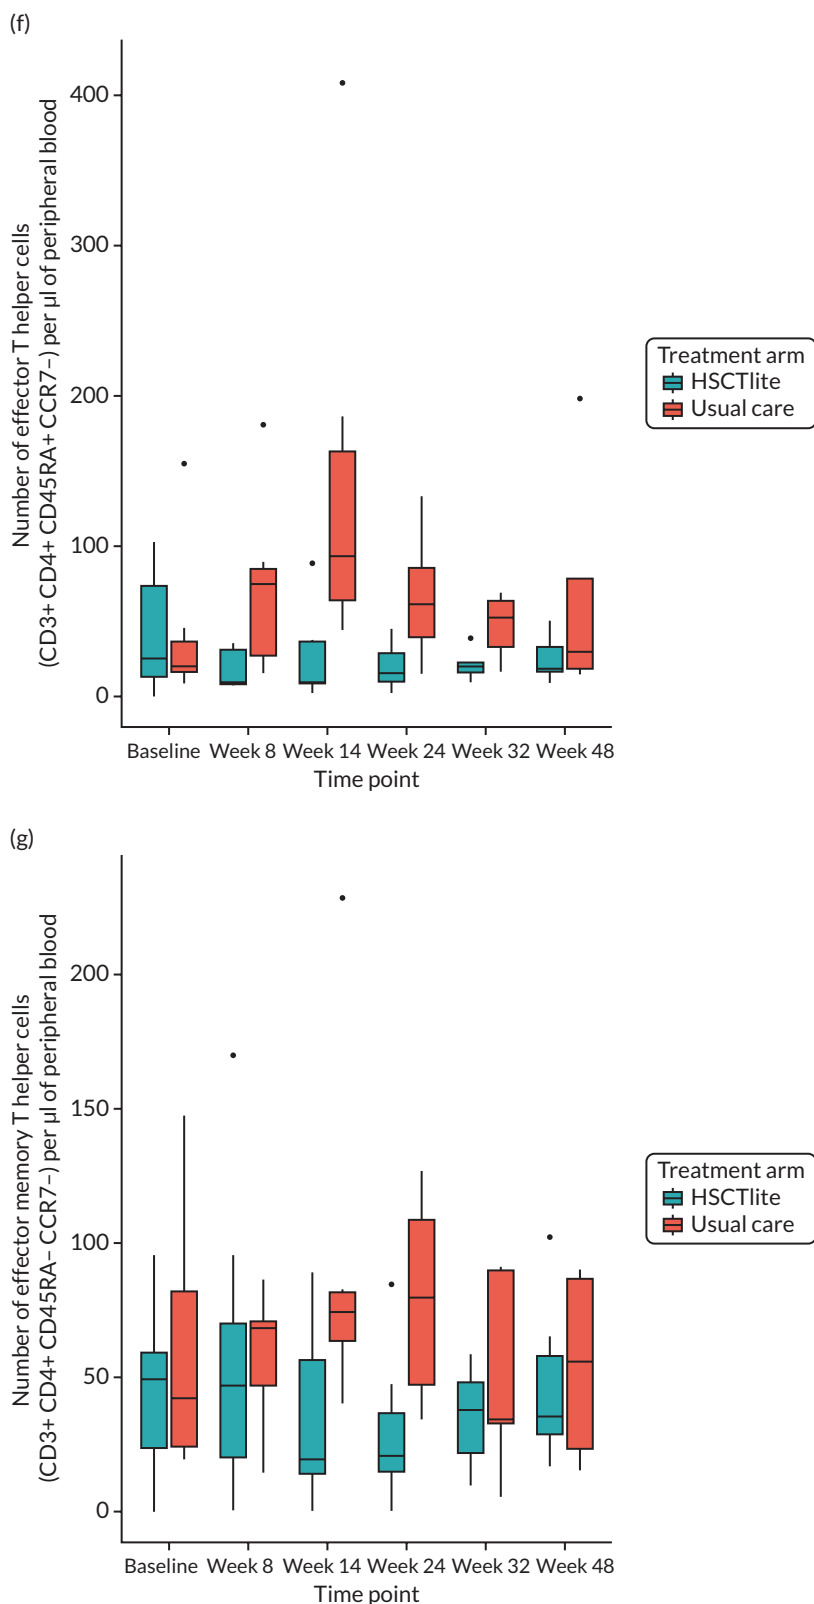 (f)
Number of effector T helper cells
(CD3+ CD4+ CD45RA+ CCR7−) per µl of peripheral blood
400
300
200
100
0
Baseline Week 8 Week 14 Week 24 Week 32 Week 48
Time point
Treatment arm
HSCTlite
Usual care
(g)
Number of effector memory T helper cells
(CD3+ CD4+ CD45RA− CCR7−) per µl of peripheral blood
200
150
100
50
0
Baseline Week 8 Week 14 Week 24 Week 32 Week 48
Time point
Treatment arm
HSCTlite
Usual care